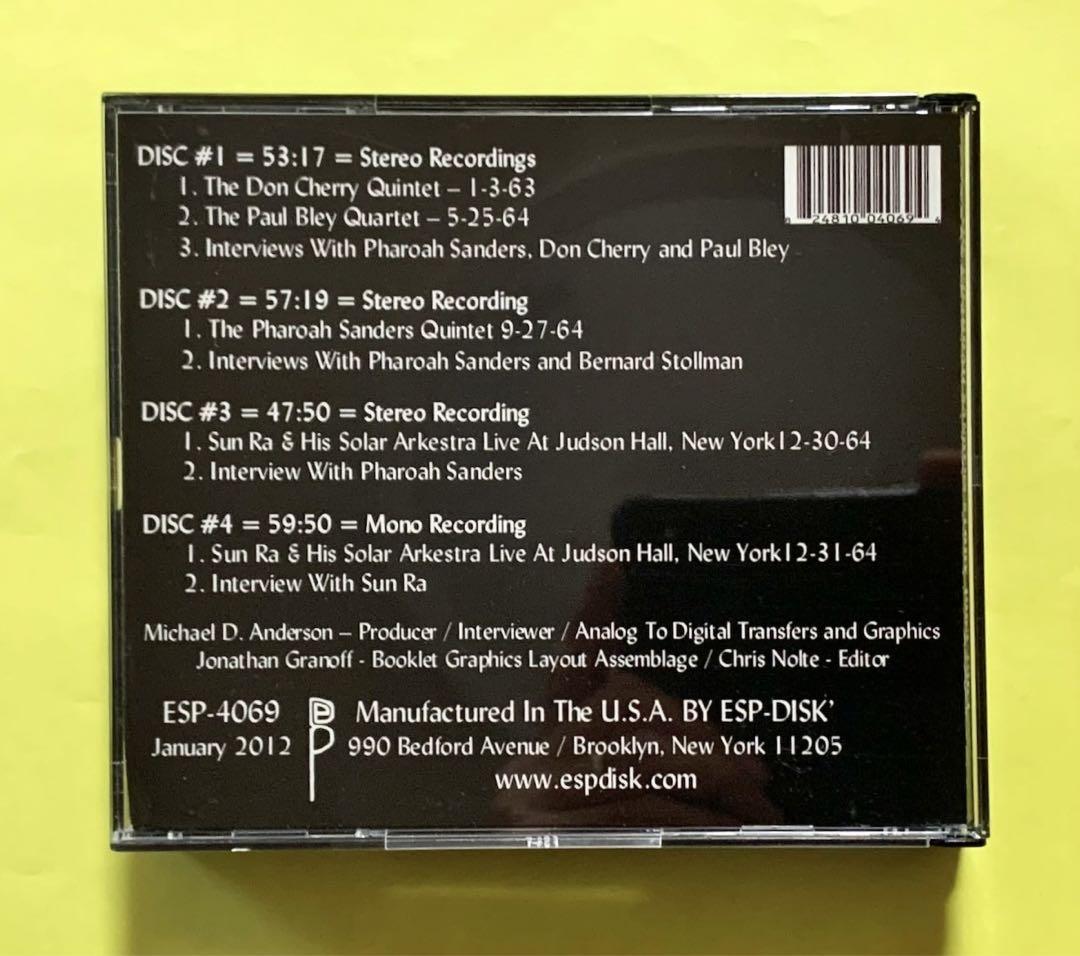 DISC #1 = 53:17 = Stereo Recordings
1. The Don Cherry Quintet – 1-3-63
2. The Paul Bley Quartet – 5-25-64
3. Interviews With Pharoah Sanders, Don Cherry and Paul Bley
24810 04069 4
DISC #2 = 57:19 = Stereo Recording
1. The Pharoah Sanders Quintet 9-27-64
2. Interviews With Pharoah Sanders and Bernard Stollman
DISC #3 = 47:50 = Stereo Recording
1. Sun Ra & His Solar Arkestra Live At Judson Hall, New York12-30-64
2. Interview With Pharoah Sanders
DISC #4 = 59:50 = Mono Recording
1. Sun Ra & His Solar Arkestra Live At Judson Hall, New York12-31-64
2. Interview With Sun Ra
Michael D. Anderson – Producer / Interviewer / Analog To Digital Transfers and Graphics
Jonathan Granoff - Booklet Graphics Layout Assemblage / Chris Nolte - Editor
ESP-4069
Manufactured In The U.S.A. BY ESP-DISK'
January 2012
990 Bedford Avenue / Brooklyn, New York 11205
www.espdisk.com